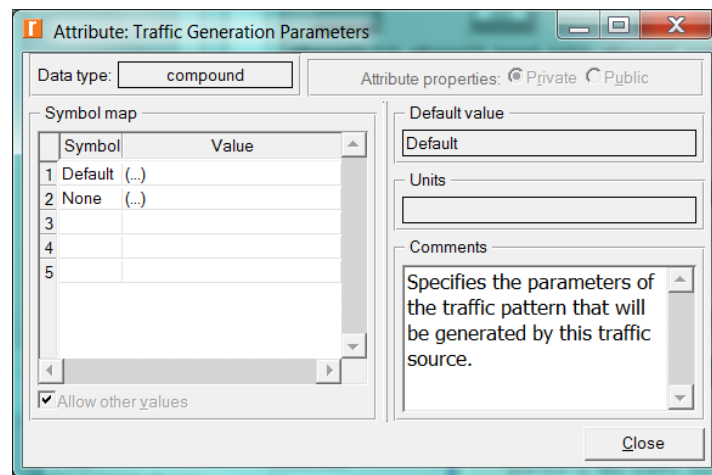 Attribute: Traffic Generation Parameters
Data type: compound
Attribute properties: Private Public
Symbol map
Symbol Value
1 Default (...)
2 None (...)
3
4
5
Allow other values
Default value
Default
Units
Comments
Specifies the parameters of
the traffic pattern that will
be generated by this traffic
source.
Close